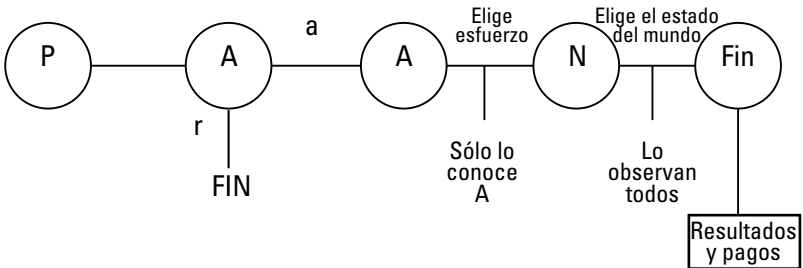 P
A
a
A
Elige
esfuerzo
N
Elige el estado
del mundo
Fin
r
FIN
Sólo lo
conoce
A
Lo
observan
todos
Resultados
y pagos